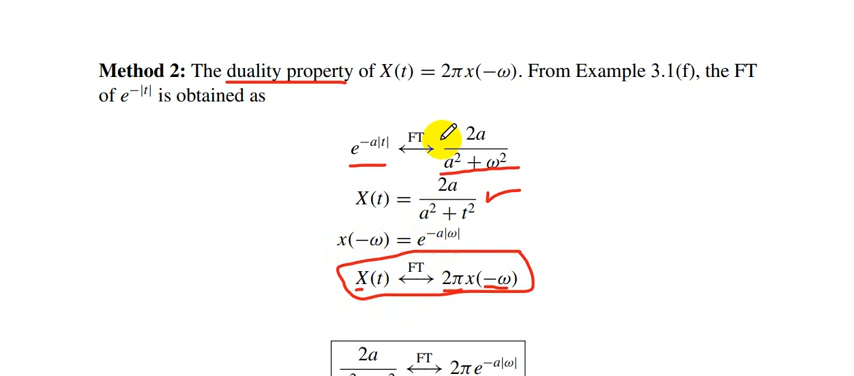 Method 2: The duality property of X(t) = 2πx(−ω). From Example 3.1(f), the FT
of e^{−|t|} is obtained as
e^{−a|t|} ⟷^{FT} 2a / (a² + ω²)
X(t) = 2a / (a² + t²)
x(−ω) = e^{−a|ω|}
X(t) ⟷^{FT} 2πx(−ω)
2a ⟷^{FT} 2πe^{−a|ω|}